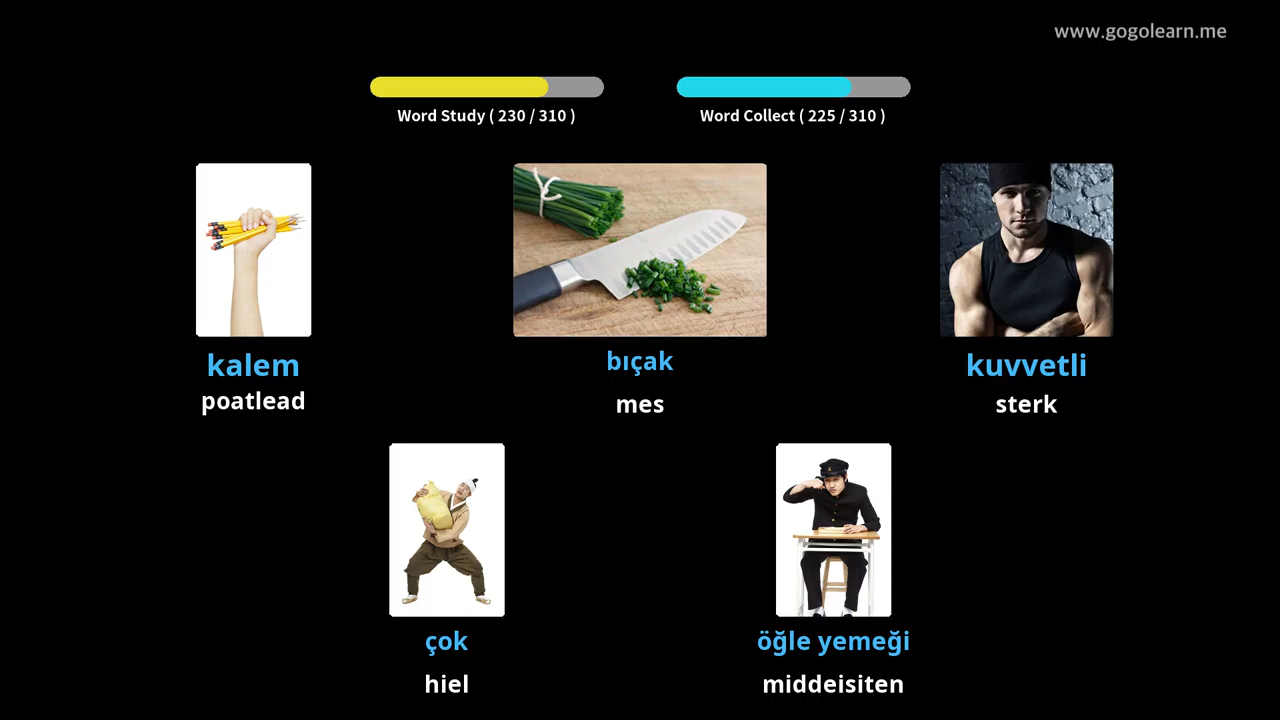 www.gogolearn.me
Word Study ( 230 / 310 )
Word Collect ( 225 / 310 )
kalem
poatlead
bıçak
mes
kuvvetli
sterk
çok
hiel
öğle yemeği
middeisiten